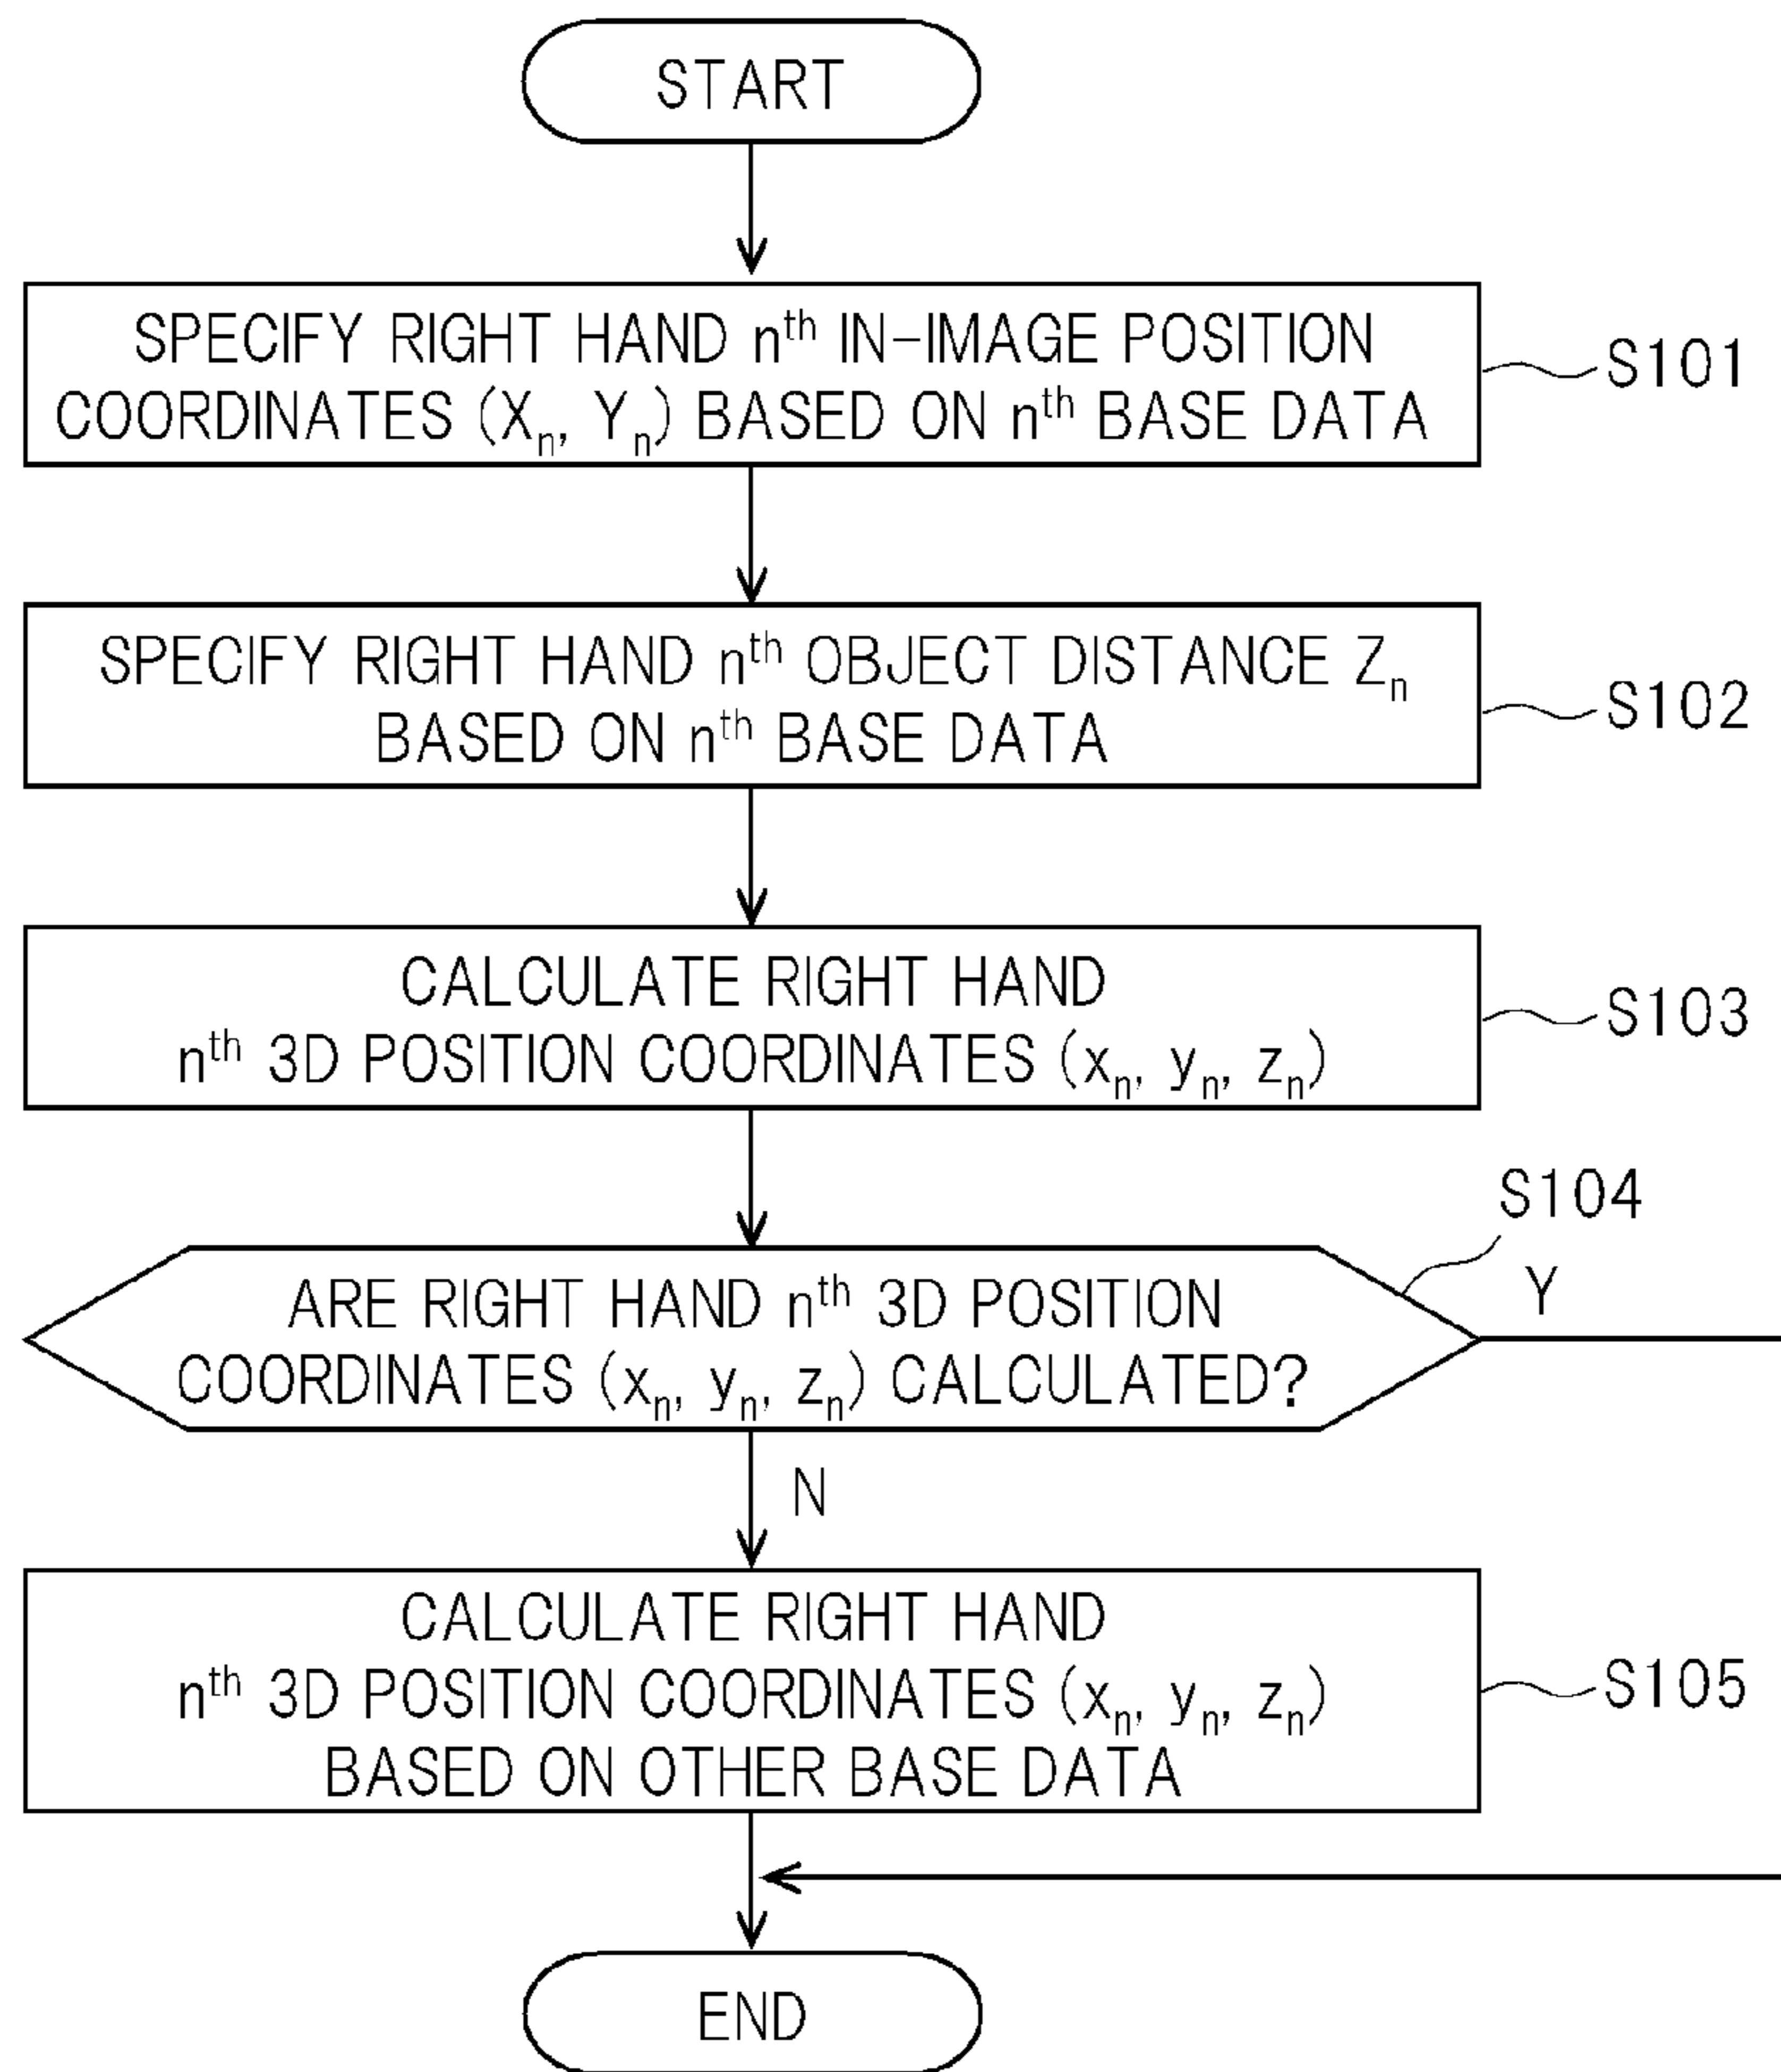 START
SPECIFY RIGHT HAND nth IN-IMAGE POSITION
COORDINATES (Xn, Yn) BASED ON nth BASE DATA
S101
SPECIFY RIGHT HAND nth OBJECT DISTANCE Zn
BASED ON nth BASE DATA
S102
CALCULATE RIGHT HAND
nth 3D POSITION COORDINATES (xn, yn, zn)
S103
S104
ARE RIGHT HAND nth 3D POSITION
COORDINATES (xn, yn, zn) CALCULATED?
Y
N
CALCULATE RIGHT HAND
nth 3D POSITION COORDINATES (xn, yn, zn)
BASED ON OTHER BASE DATA
S105
END